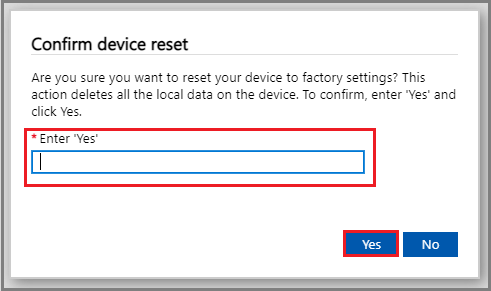 Confirm device reset
Are you sure you want to reset your device to factory settings? This
action deletes all the local data on the device. To confirm, enter 'Yes' and
click Yes.
* Enter 'Yes'
Yes No